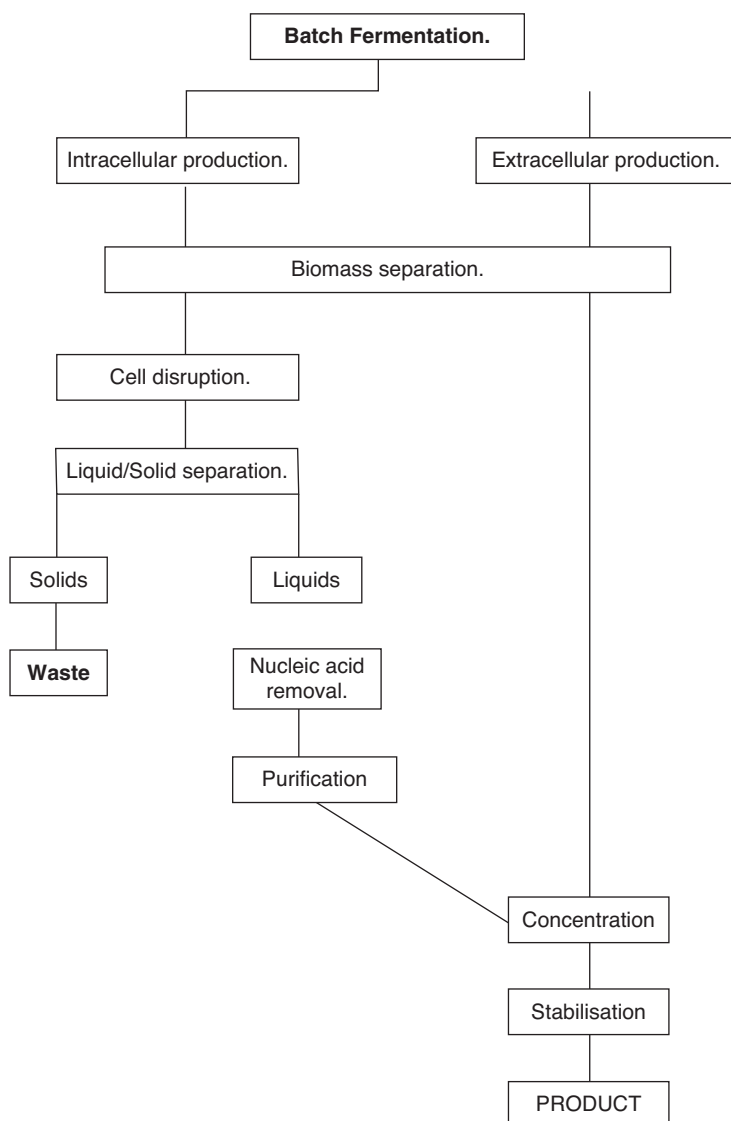 Batch Fermentation.
Intracellular production.
Extracellular production.
Biomass separation.
Cell disruption.
Liquid/Solid separation.
Solids
Liquids
Waste
Nucleic acid
removal.
Purification
Concentration
Stabilisation
PRODUCT